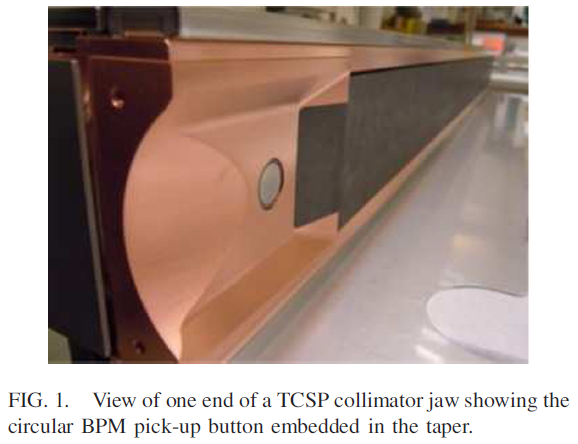 FIG. 1. View of one end of a TCSP collimator jaw showing the
circular BPM pick-up button embedded in the taper.